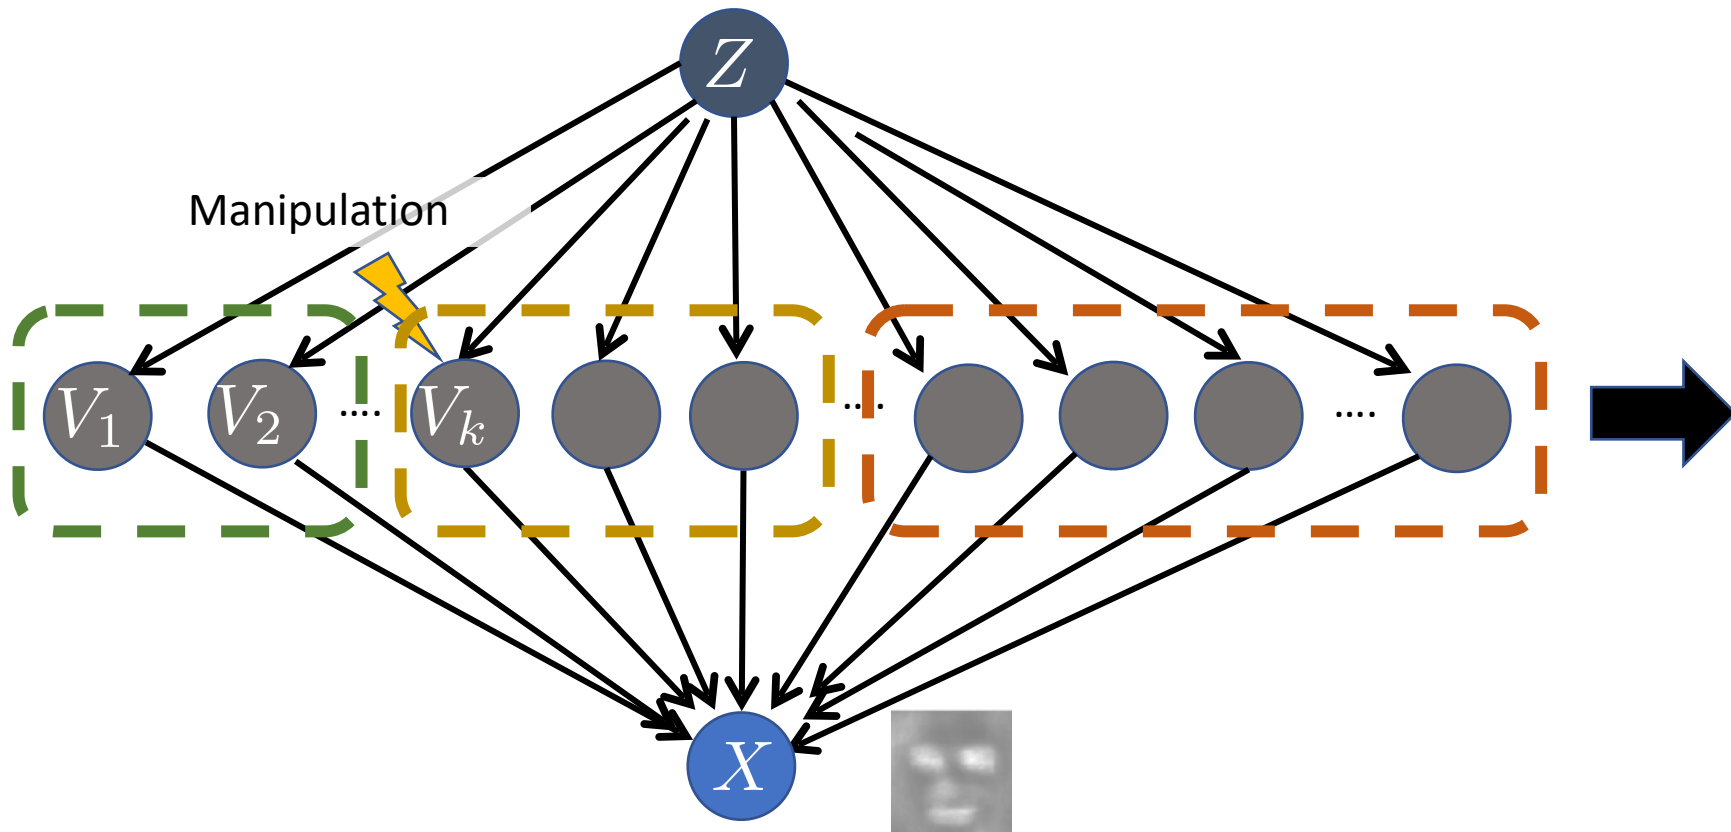 Z
Manipulation
V₁ V₂ .... Vₖ .... ....
X